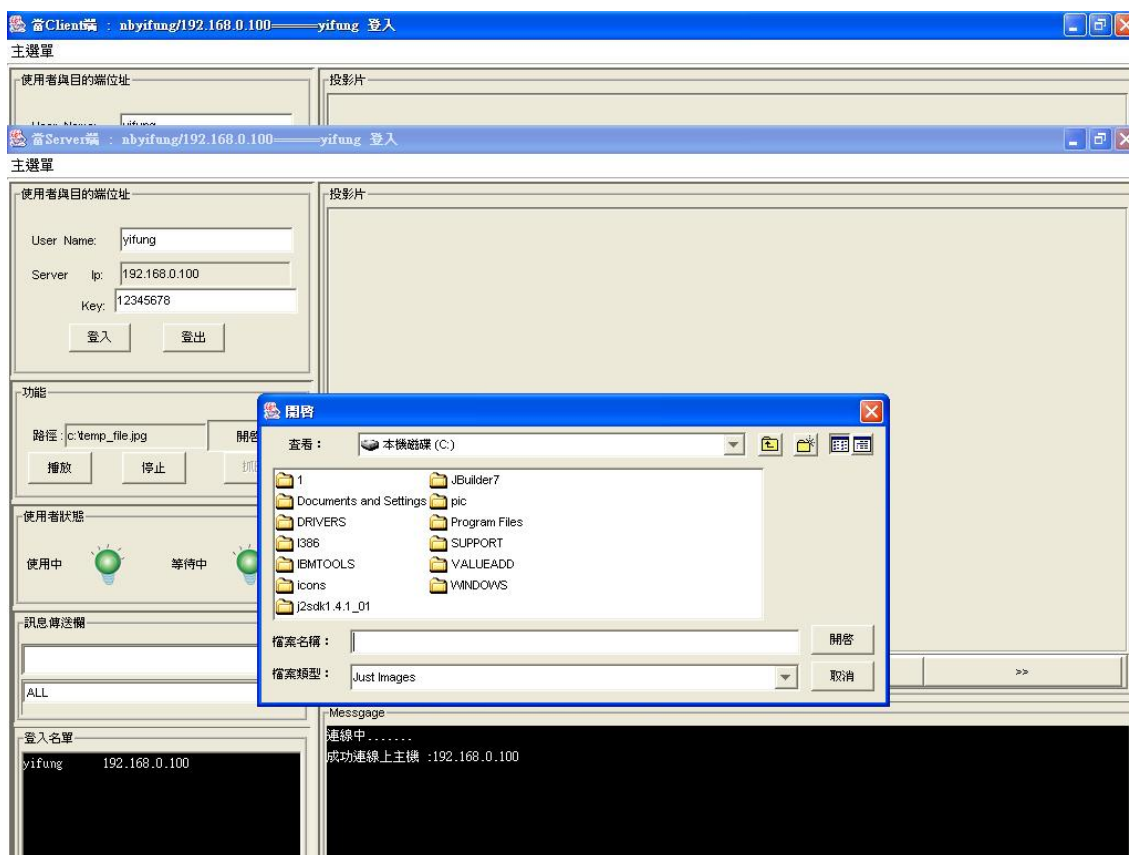 當Client端 : nbyifung/192.168.0.100═════yifung 登入
主選單
使用者與目的端位址
投影片
當Server端 : nbyifung/192.168.0.100═════yifung 登入
主選單
使用者與目的端位址
投影片
User Name: yifung
Server Ip: 192.168.0.100
Key: 12345678
登入 登出
功能
路徑 : c:\temp_file.jpg 開啓
播放 停止
使用者狀態
使用中 等待中
訊息傳送欄
ALL
登入名單
yifung 192.168.0.100
開啓
查看： 本機磁碟 (C:)
1
Documents and Settings
DRIVERS
I386
IBMTOOLS
icons
j2sdk1.4.1_01
JBuilder7
pic
Program Files
SUPPORT
VALUEADD
WINDOWS
檔案名稱： 開啓
檔案類型： Just Images 取消
>>
Messgage
連線中.......
成功連線上主機 :192.168.0.100